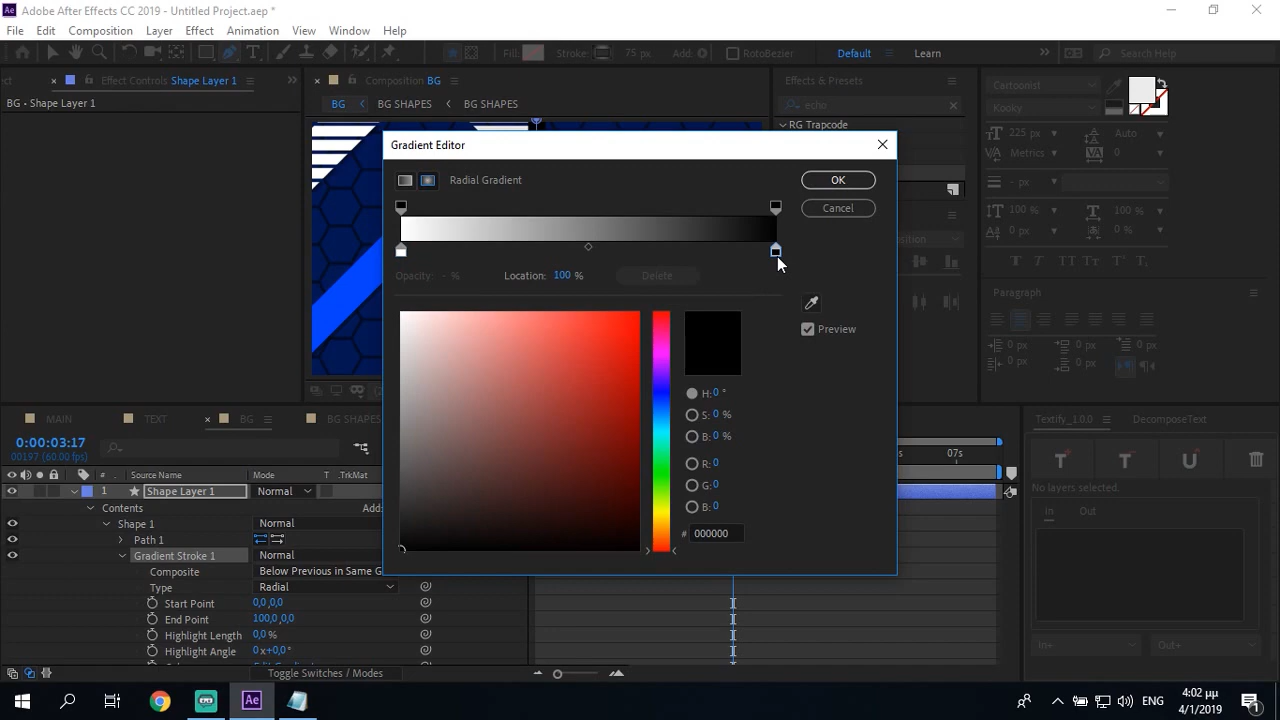 Adobe After Effects CC 2019 - Untitled Project.aep *
File Edit Composition Layer Effect Animation View Window Help
Fill: Stroke: 75 px Add: RotoBezier Default Learn Search Help
Effect Controls Shape Layer 1
Composition BG
Effects & Presets
Cartoonist
BG • Shape Layer 1
BG BG SHAPES BG SHAPES
echo
Kooky
RG Trapcode
225 px Auto
Metrics 0
- px
100 % 100 %
0 px 0 %
Paragraph
0 px 0 px 0 px
0 px 0 px
Gradient Editor
Radial Gradient
OK
Cancel
Opacity: - % Location: 100 % Delete
Preview
H: 0 °
S: 0 %
B: 0 %
R: 0
G: 0
B: 0
# 000000
MAIN TEXT BG BG SHAPES
Textify_1.0.0 DecomposeText
0:00:03:17
00197 (60.00 fps)
07s
# Source Name Mode T .TrkMat
1 Shape Layer 1 Normal
Contents Add:
Shape 1 Normal
Path 1
Gradient Stroke 1 Normal
Composite Below Previous in Same G
Type Radial
Start Point 0,0,0,0
End Point 100,0,0,0
Highlight Length 0,0 %
Highlight Angle 0 x+0,0 °
Toggle Switches / Modes
No layers selected.
In Out
In+ Out+
ENG
4:02 μμ
4/1/2019
1